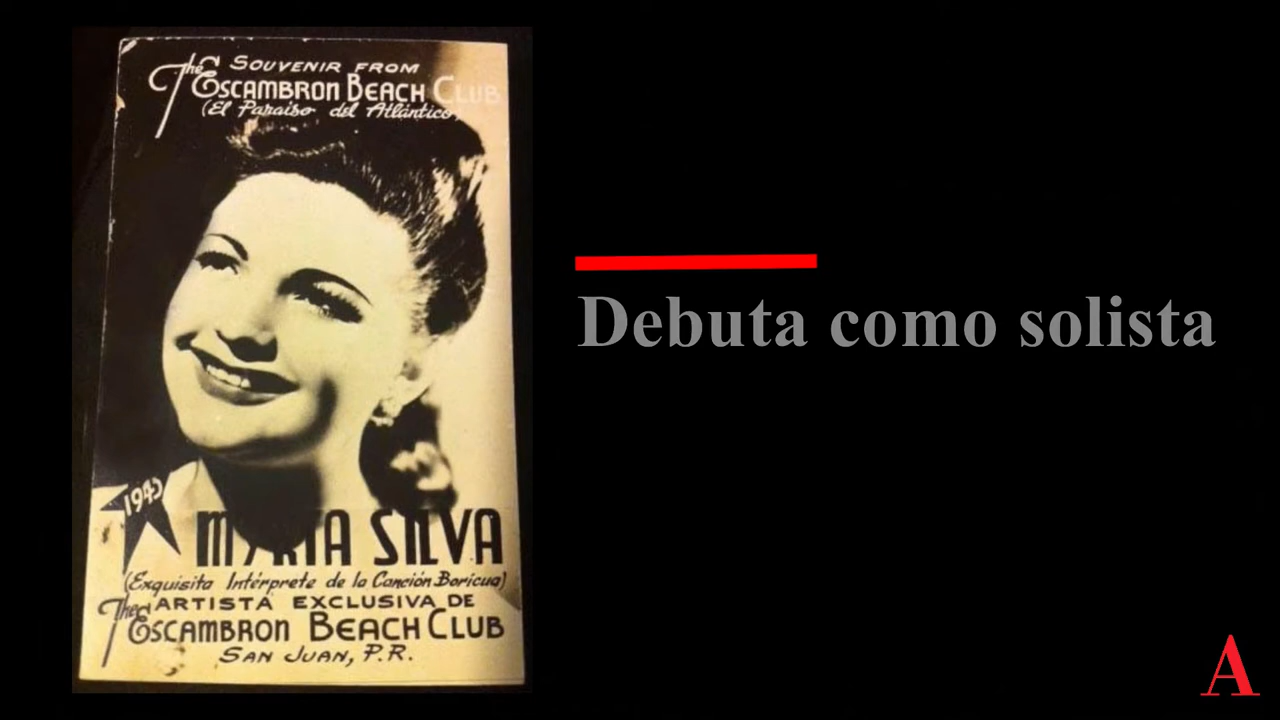 SOUVENIR FROM
The ESCAMBRON BEACH CLUB
(El Paraiso del Atlántico)
1943
MYRTA SILVA
(Exquisita Intérprete de la Canción Boricua)
ARTISTA EXCLUSIVA DE
The ESCAMBRON BEACH CLUB
SAN JUAN, P.R.
Debuta como solista
A